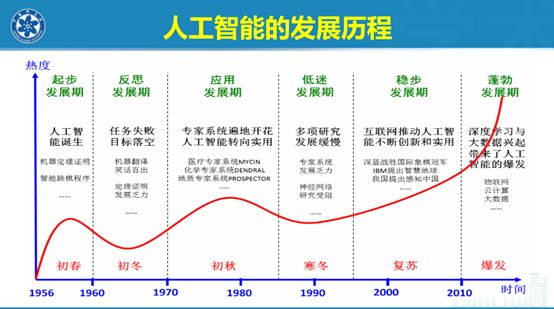 人工智能的发展历程
热度
起步
发展期
反思
发展期
应用
发展期
低迷
发展期
稳步
发展期
蓬勃
发展期
人工智
能诞生
任务失败
目标落空
专家系统遍地开花
人工智能转向实用
多项研究
发展缓慢
互联网推动人工智
能不断创新和实用
深度学习与
大数据兴起
带来了人工
智能的爆发
机器定理证明
智能跳棋程序
……
机器翻译
笑话百出
定理证明
发展乏力
……
医疗专家系统MYCIN
化学专家系统DENDRAL
地质专家系统PROSPECTOR
……
专家系统
发展乏力
神经网络
研究受阻
……
深蓝战胜国际象棋冠军
IBM提出智慧地球
我国提出感知中国
……
物联网
云计算
大数据
……
初春
初冬
初秋
寒冬
复苏
爆发
1956
1960
1970
1980
1990
2000
2010
时间